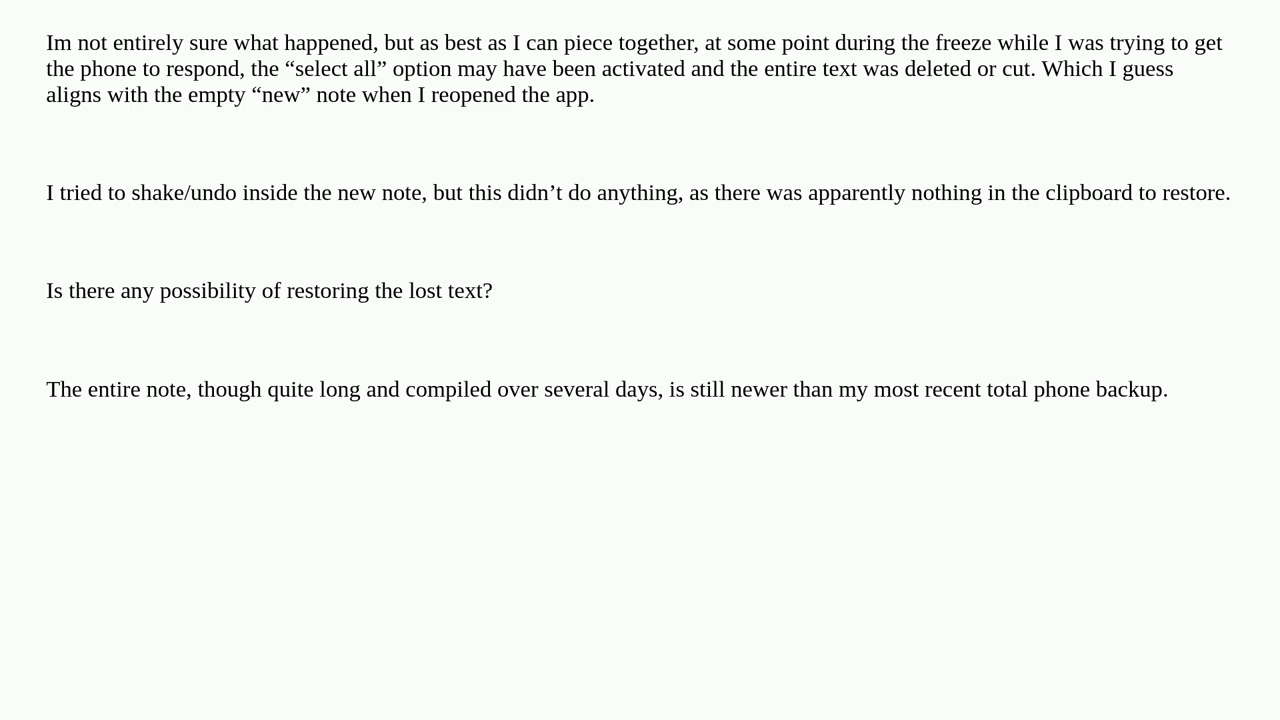 Im not entirely sure what happened, but as best as I can piece together, at some point during the freeze while I was trying to get
the phone to respond, the “select all” option may have been activated and the entire text was deleted or cut. Which I guess
aligns with the empty “new” note when I reopened the app.
I tried to shake/undo inside the new note, but this didn’t do anything, as there was apparently nothing in the clipboard to restore.
Is there any possibility of restoring the lost text?
The entire note, though quite long and compiled over several days, is still newer than my most recent total phone backup.